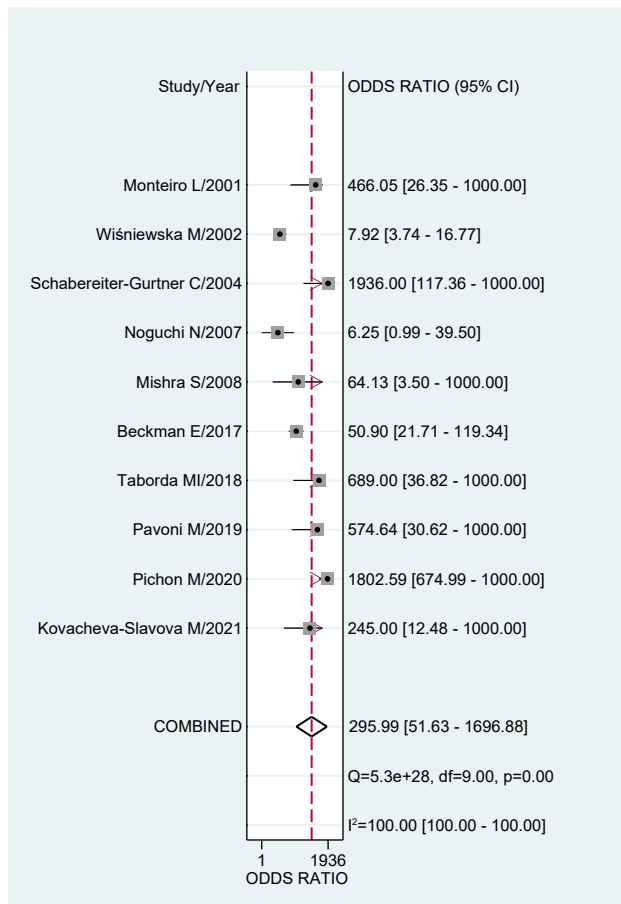 Study/Year ODDS RATIO (95% CI)
Monteiro L/2001 466.05 [26.35 - 1000.00]
Wiśniewska M/2002 7.92 [3.74 - 16.77]
Schabereiter-Gurtner C/2004 1936.00 [117.36 - 1000.00]
Noguchi N/2007 6.25 [0.99 - 39.50]
Mishra S/2008 64.13 [3.50 - 1000.00]
Beckman E/2017 50.90 [21.71 - 119.34]
Taborda MI/2018 689.00 [36.82 - 1000.00]
Pavoni M/2019 574.64 [30.62 - 1000.00]
Pichon M/2020 1802.59 [674.99 - 1000.00]
Kovacheva-Slavova M/2021 245.00 [12.48 - 1000.00]
COMBINED 295.99 [51.63 - 1696.88]
Q=5.3e+28, df=9.00, p=0.00
I²=100.00 [100.00 - 100.00]
1 1936
ODDS RATIO